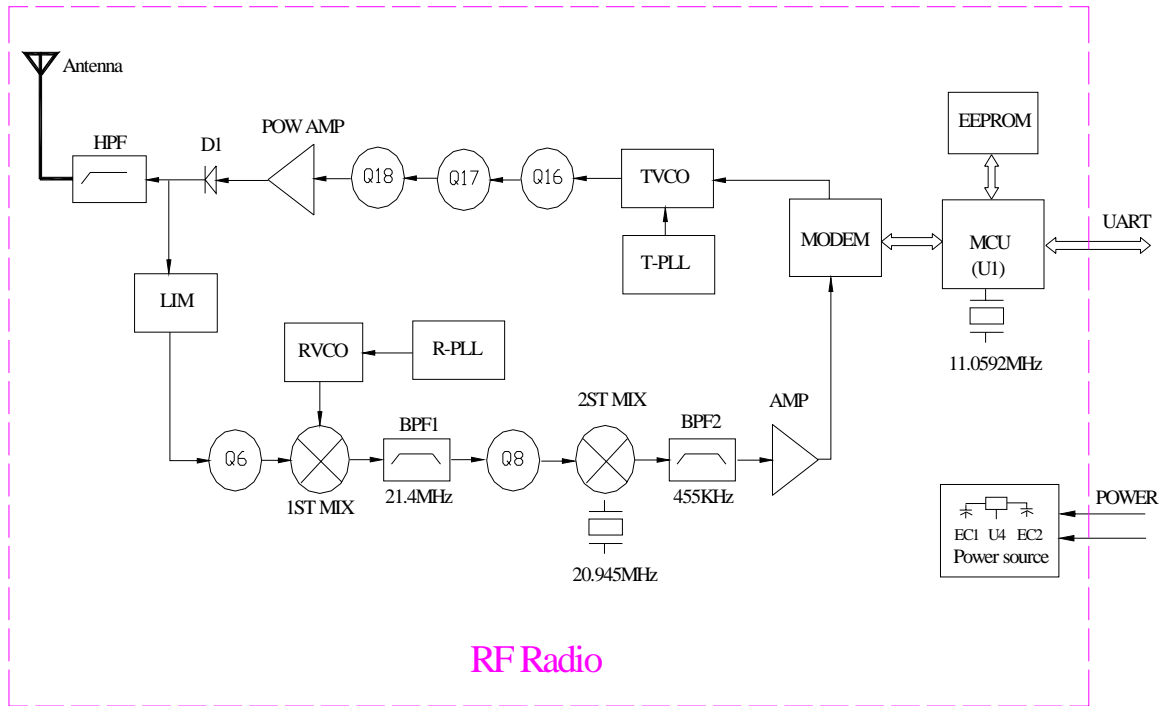 Antenna
HPF
D1
POW AMP
Q18
Q17
Q16
TVCO
T-PLL
MODEM
EEPROM
MCU
(U1)
UART
11.0592MHz
LIM
RVCO
R-PLL
Q6
1ST MIX
BPF1
21.4MHz
Q8
2ST MIX
20.945MHz
BPF2
455KHz
AMP
POWER
EC1 U4 EC2
Power source
RF Radio